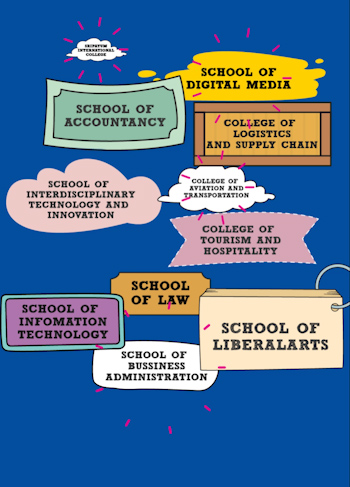 SRIPATUM
INTERNATIONAL
COLLEGE
SCHOOL OF
DIGITAL MEDIA
SCHOOL OF
ACCOUNTANCY
COLLEGE OF
LOGISTICS
AND SUPPLY CHAIN
SCHOOL OF
INTERDISCIPLINARY
TECHNOLOGY AND
INNOVATION
COLLEGE OF
AVIATION AND
TRANSPORTATION
COLLEGE OF
TOURISM AND
HOSPITALITY
SCHOOL
OF LAW
SCHOOL OF
INFOMATION
TECHNOLOGY
SCHOOL OF
LIBERALARTS
SCHOOL OF
BUSSINESS
ADMINISTRATION